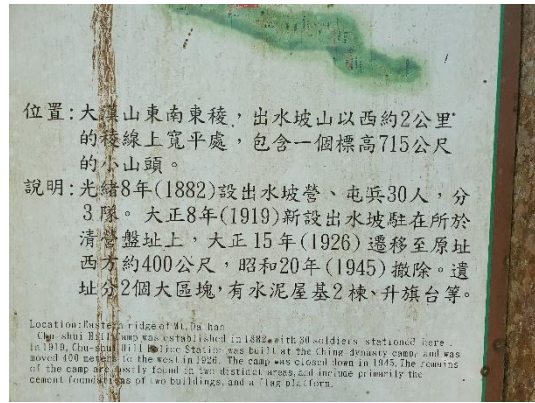 位置:大漢山東南東稜，出水坡山以西約2公里
的稜線上寬平處，包含一個標高715公尺
的小山頭。
說明:光緒8年(1882)設出水坡營、屯兵30人，分
3隊。大正8年(1919)新設出水坡駐在所於
清營盤址上，大正15年(1926)遷移至原址
西方約400公尺，昭和20年(1945)撤除。遺
址分2個大區塊，有水泥屋基2棟、升旗台等。
Location:Eastern ridge of Mt. Da han
Chu-shui Hill Camp was established in 1882, with 30 soldiers stationed here.
In 1919, Chu-shui Hill Police Station was built at the Ching-dynasty camp, and was
moved 400 meters to the west in 1926. The camp was closed down in 1945. The remains
of the camp are mostly found in two distinct areas, and include primarily the
cement foundations of two buildings, and a flag platform.